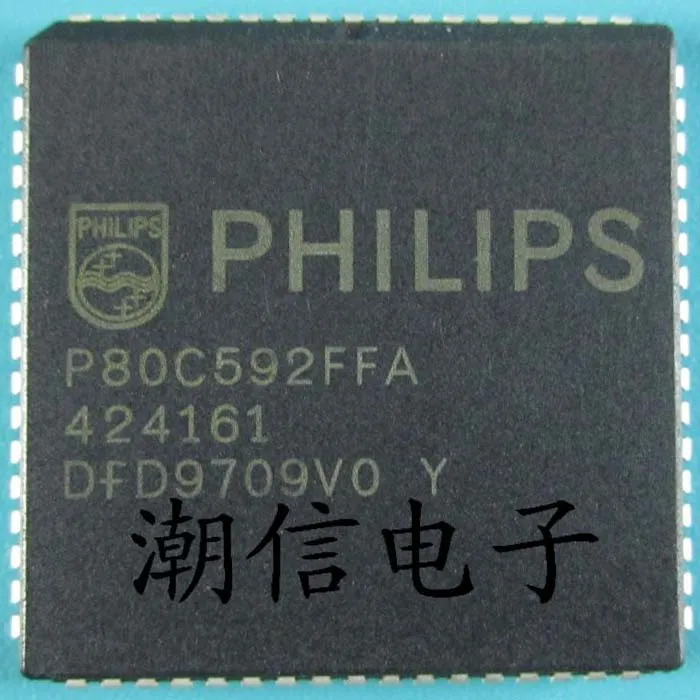 PHILIPS
PHILIPS
P80C592FFA
424161
DfD9709V0 Y
潮信电子